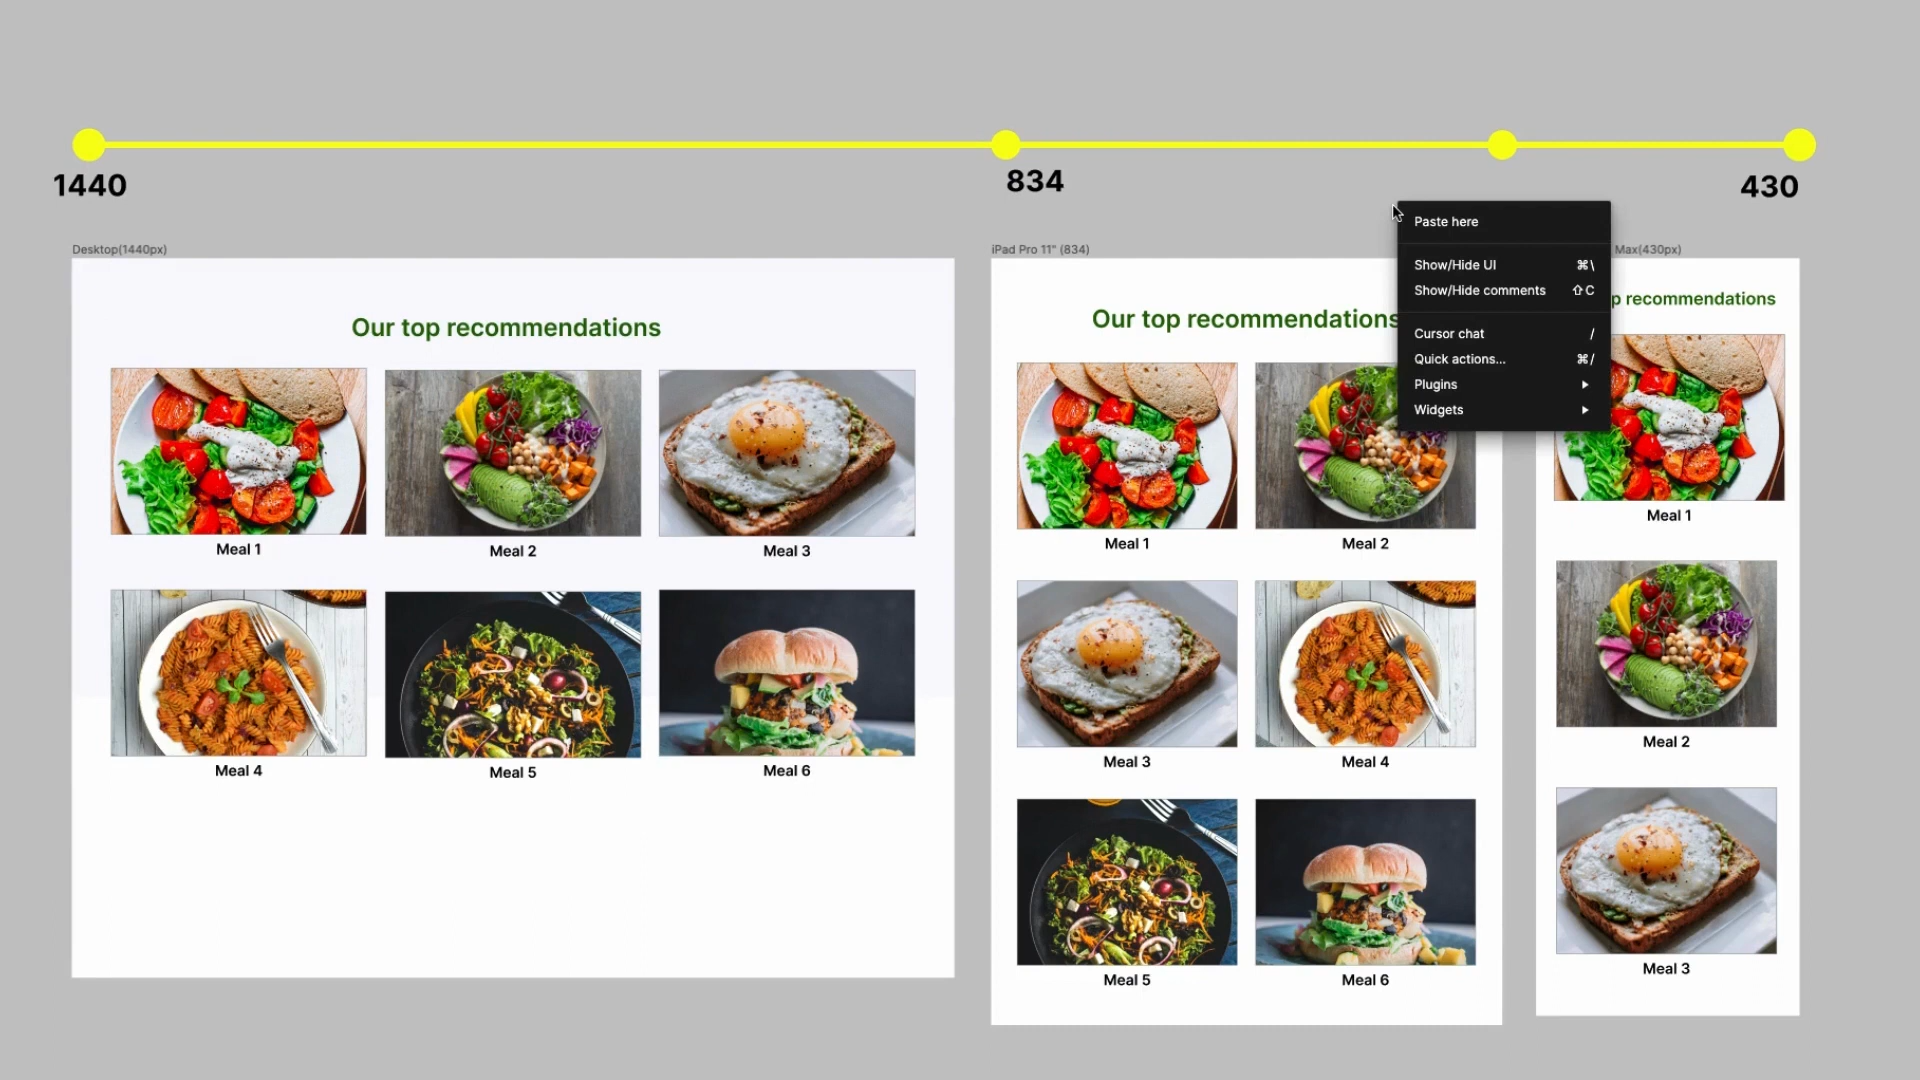 1440
834
430
Desktop(1440px)
iPad Pro 11" (834)
Max(430px)
Our top recommendations
Meal 1
Meal 2
Meal 3
Meal 4
Meal 5
Meal 6
Our top recommendations
Meal 1
Meal 2
Meal 3
Meal 4
Meal 5
Meal 6
Paste here
Show/Hide UI ⌘\
Show/Hide comments ⇧C
Cursor chat /
Quick actions... ⌘/
Plugins
Widgets
recommendations
Meal 1
Meal 2
Meal 3